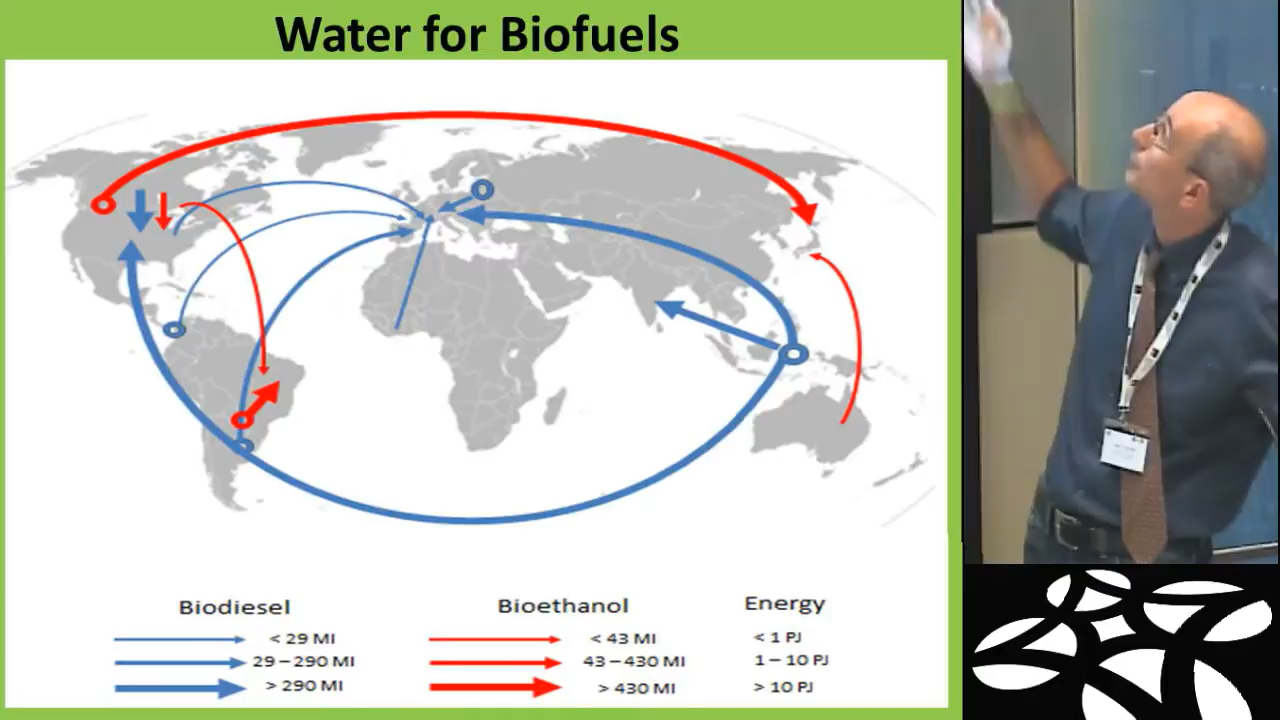 Water for Biofuels
Biodiesel Bioethanol Energy
< 29 Ml < 43 Ml < 1 PJ
29 – 290 Ml 43 – 430 Ml 1 – 10 PJ
> 290 Ml > 430 Ml > 10 PJ